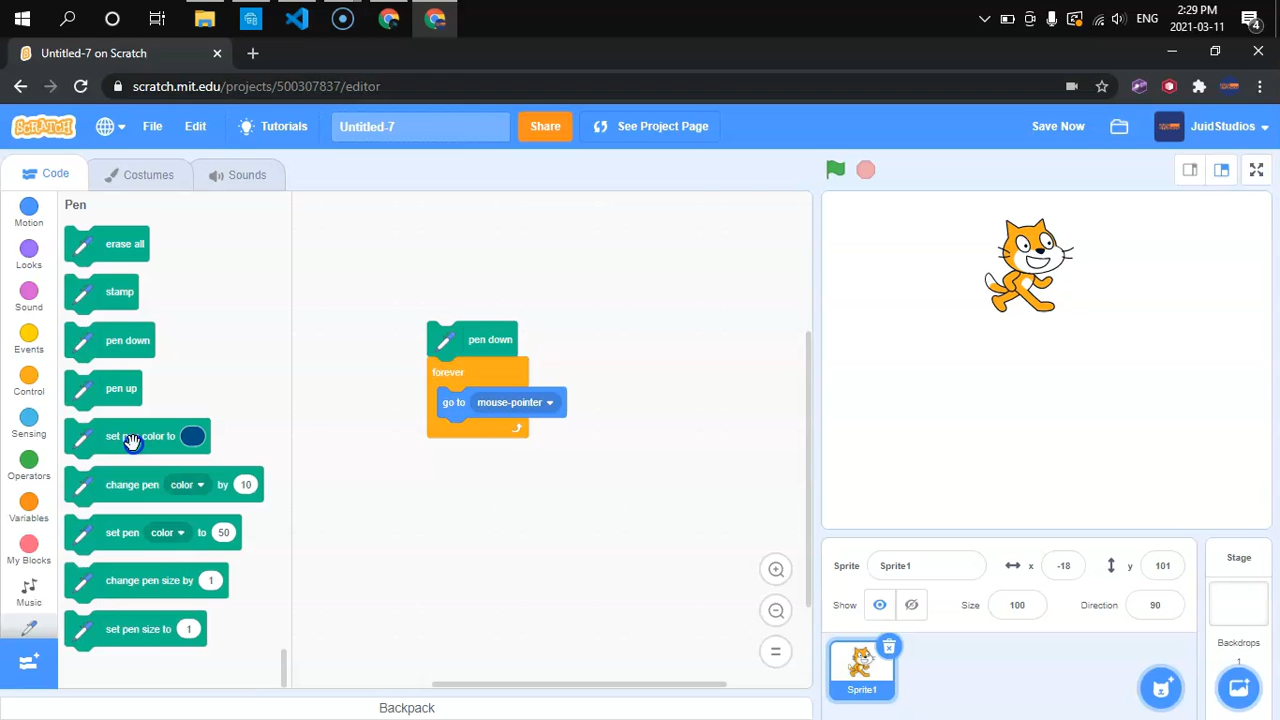 2:29 PM
ENG
2021-03-11
4
Untitled-7 on Scratch
scratch.mit.edu/projects/500307837/editor
SCRATCH
File
Edit
Tutorials
Untitled-7
Share
See Project Page
Save Now
JuidStudios
Code
Costumes
Sounds
Motion
Looks
Sound
Events
Control
Sensing
Operators
Variables
My Blocks
Music
Pen
erase all
stamp
pen down
pen up
set color to
change pen color by 10
set pen color to 50
change pen size by 1
set pen size to 1
pen down
forever
go to mouse-pointer
Sprite
Sprite1
x
-18
y
101
Show
Size
100
Direction
90
Sprite1
Stage
Backdrops
1
Backpack